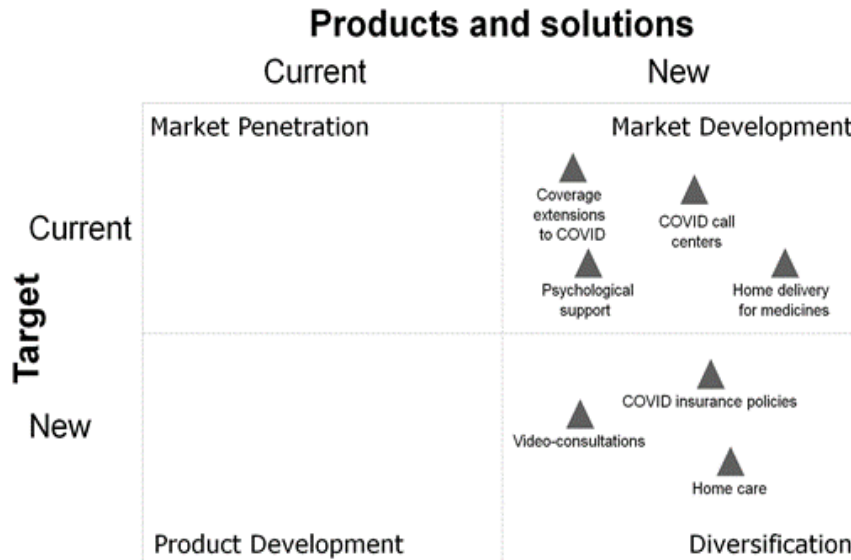 Products and solutions
Current
New
Market Penetration
Market Development
Coverage
extensions
to COVID
COVID call
centers
Current
Psychological
support
Home delivery
for medicines
Target
COVID insurance policies
New
Video-consultations
Home care
Product Development
Diversification